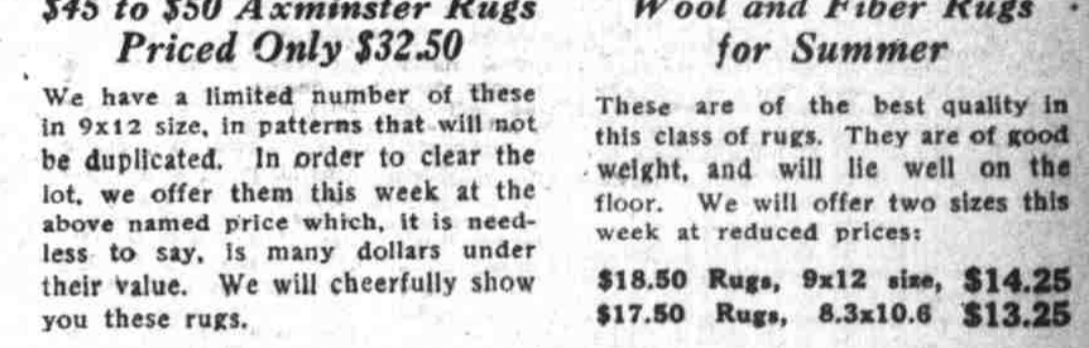 $45 to $50 Axminster Rugs
Priced Only $32.50
We have a limited number of these
in 9x12 size, in patterns that will not
be duplicated. In order to clear the
lot, we offer them this week at the
above named price which, it is need-
less to say, is many dollars under
their value. We will cheerfully show
you these rugs.
Wool and Fiber Rugs
for Summer
These are of the best quality in
this class of rugs. They are of good
weight, and will lie well on the
floor. We will offer two sizes this
week at reduced prices:
$18.50 Rugs, 9x12 size, $14.25
$17.50 Rugs, 8.3x10.6 $13.25